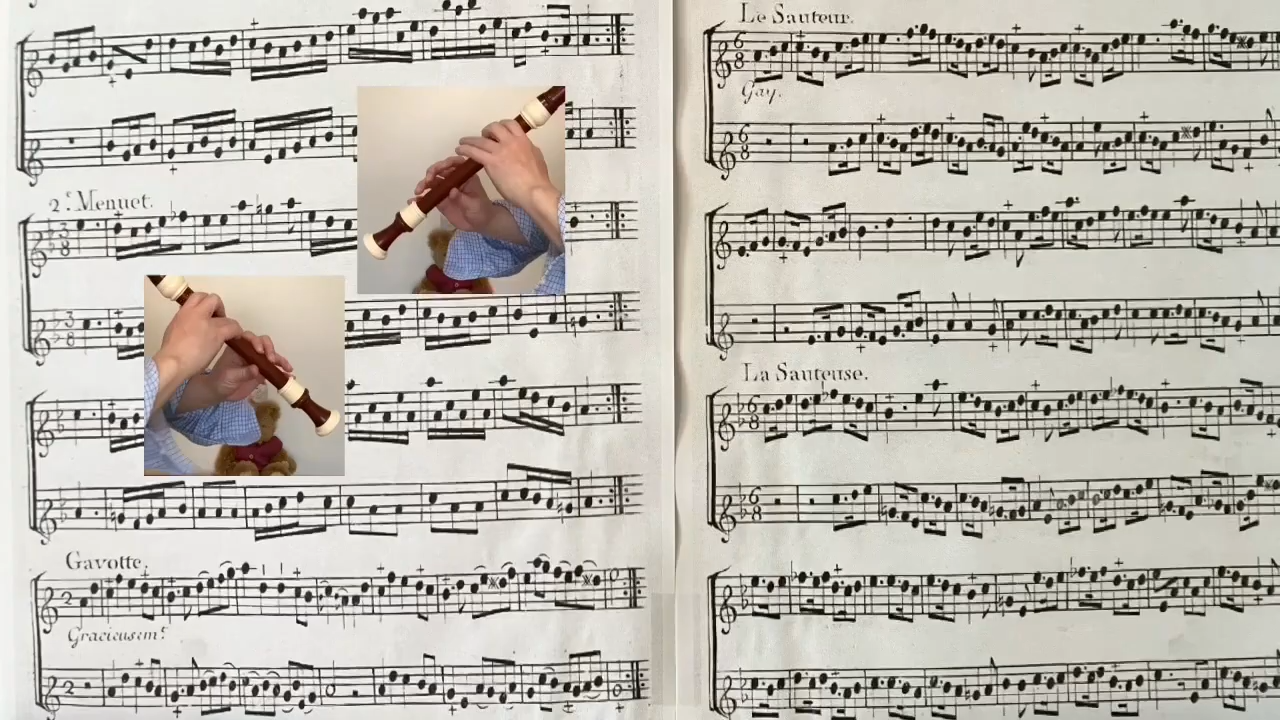 2.e Menuet.
Gavotte.
Gracieusem.t
Le Sauteur.
Gay.
La Sauteuse.